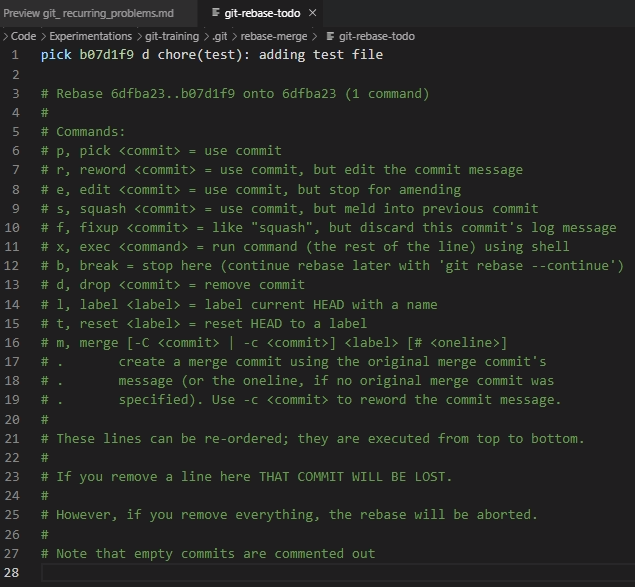 Preview git_recurring_problems.md
git-rebase-todo
> Code > Experimentations > git-training > .git > rebase-merge > git-rebase-todo
1 pick b07d1f9 d chore(test): adding test file
2
3 # Rebase 6dfba23..b07d1f9 onto 6dfba23 (1 command)
4 #
5 # Commands:
6 # p, pick <commit> = use commit
7 # r, reword <commit> = use commit, but edit the commit message
8 # e, edit <commit> = use commit, but stop for amending
9 # s, squash <commit> = use commit, but meld into previous commit
10 # f, fixup <commit> = like "squash", but discard this commit's log message
11 # x, exec <command> = run command (the rest of the line) using shell
12 # b, break = stop here (continue rebase later with 'git rebase --continue')
13 # d, drop <commit> = remove commit
14 # l, label <label> = label current HEAD with a name
15 # t, reset <label> = reset HEAD to a label
16 # m, merge [-C <commit> | -c <commit>] <label> [# <oneline>]
17 # .       create a merge commit using the original merge commit's
18 # .       message (or the oneline, if no original merge commit was
19 # .       specified). Use -c <commit> to reword the commit message.
20 #
21 # These lines can be re-ordered; they are executed from top to bottom.
22 #
23 # If you remove a line here THAT COMMIT WILL BE LOST.
24 #
25 # However, if you remove everything, the rebase will be aborted.
26 #
27 # Note that empty commits are commented out
28